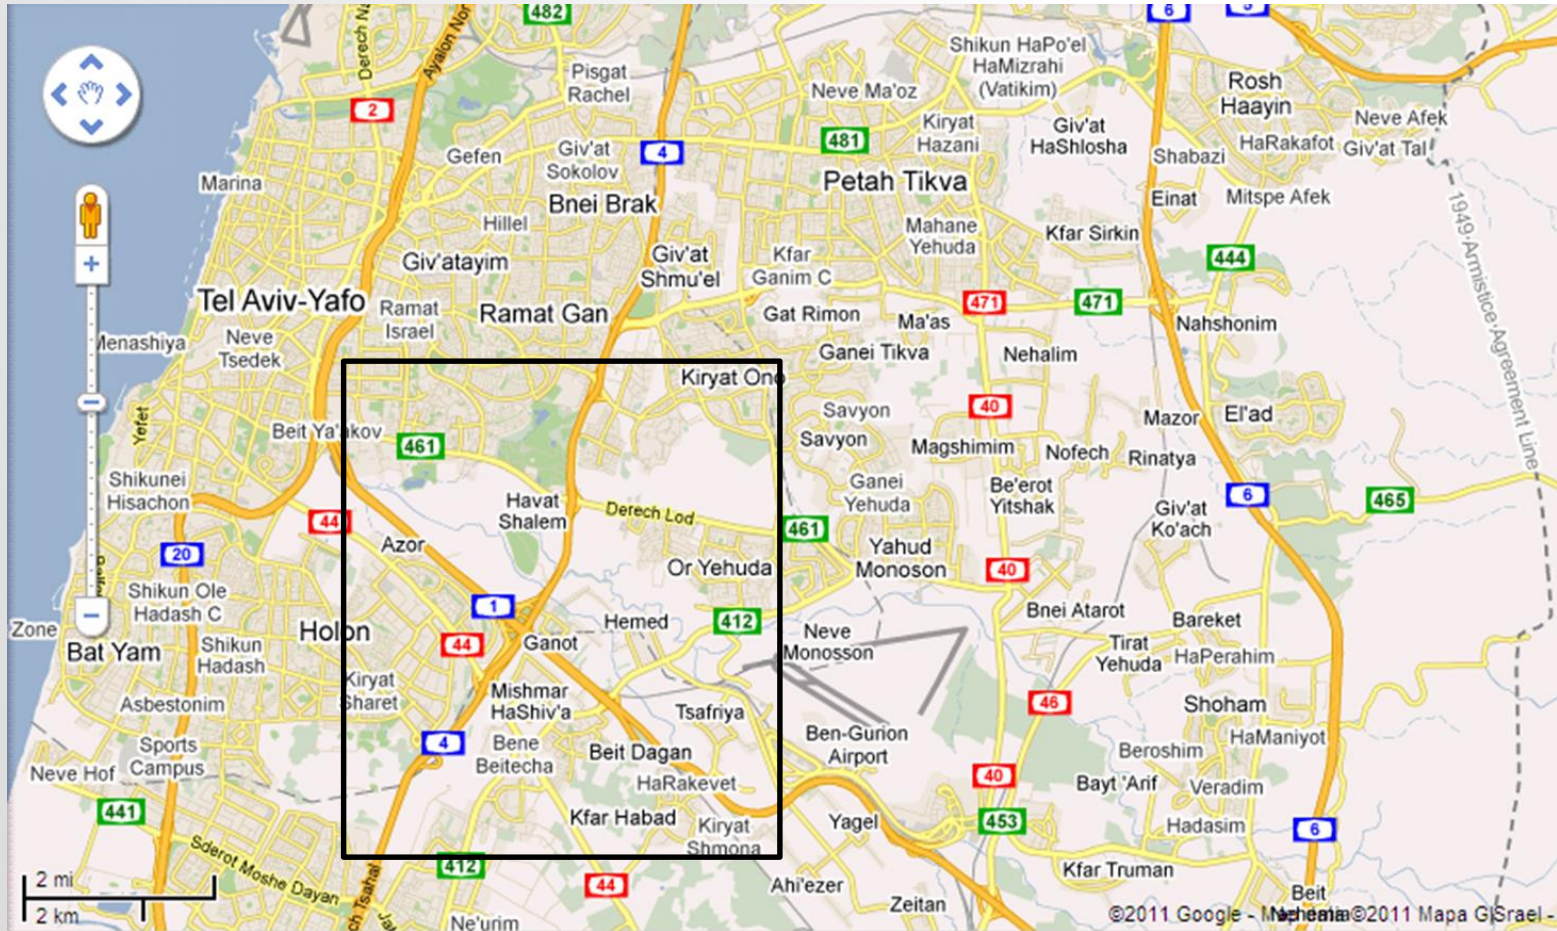 482
6
5
Derech Na
Ayalon Nor
Shikun HaPo'el
HaMizrahi
(Vatikim)
Pisgat
Rachel
Neve Ma'oz
Rosh
Haayin
2
Neve Afek
Kiryat
Hazani
Giv'at
HaShlosha
481
4
Gefen
Giv'at
Sokolov
HaRakafot
Giv'at Tal
Shabazi
Marina
Petah Tikva
Bnei Brak
Einat
Mitspe Afek
Hillel
Mahane
Yehuda
Kfar Sirkin
1949 Armistice Agreement Line
Giv'atayim
Giv'at
Shmu'el
Kfar
Ganim C
444
Tel Aviv-Yafo
Ramat
Israel
Ramat Gan
471
471
Gat Rimon
Ma'as
Nahshonim
Menashiya
Neve
Tsedek
Ganei Tikva
Nehalim
Kiryat Ono
Savyon
40
Mazor
El'ad
Yefet
Beit Ya'akov
461
Savyon
Magshimim
Nofech
Rinatya
Shikunei
Hisachon
Ganei
Yehuda
Be'erot
Yitshak
6
465
Havat
Shalem
Derech Lod
Giv'at
Ko'ach
44
461
Azor
20
Yahud
Monoson
Or Yehuda
40
Shikun Ole
Hadash C
1
Bnei Atarot
Zone
Holon
Hemed
412
Bareket
Bat Yam
Shikun
Hadash
44
Ganot
Neve
Monosson
Tirat
Yehuda
HaPerahim
Kiryat
Sharet
Mishmar
HaShiv'a
46
Asbestonim
Tsafriya
Shoham
4
Bene
Beitecha
Beit Dagan
Ben-Gurion
Airport
HaManiyot
Sports
Campus
Beroshim
Neve Hof
HaRakevet
40
Bayt 'Arif
Veradim
441
Kfar Habad
Kiryat
Shmona
Yagel
453
Hadasim
6
Sderot Moshe Dayan
412
44
Kfar Truman
2 mi
Ahi'ezer
Beit
Nehemia
2 km
ch Tsahal
Ne'urim
Zeitan
©2011 Google - Map data ©2011 Mapa GISrael -